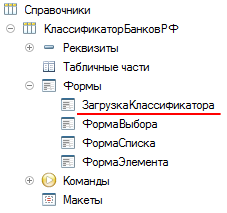 Справочники
КлассификаторБанковРФ
Реквизиты
Табличные части
Формы
ЗагрузкаКлассификатора
ФормаВыбора
ФормаСписка
ФормаЭлемента
Команды
Макеты